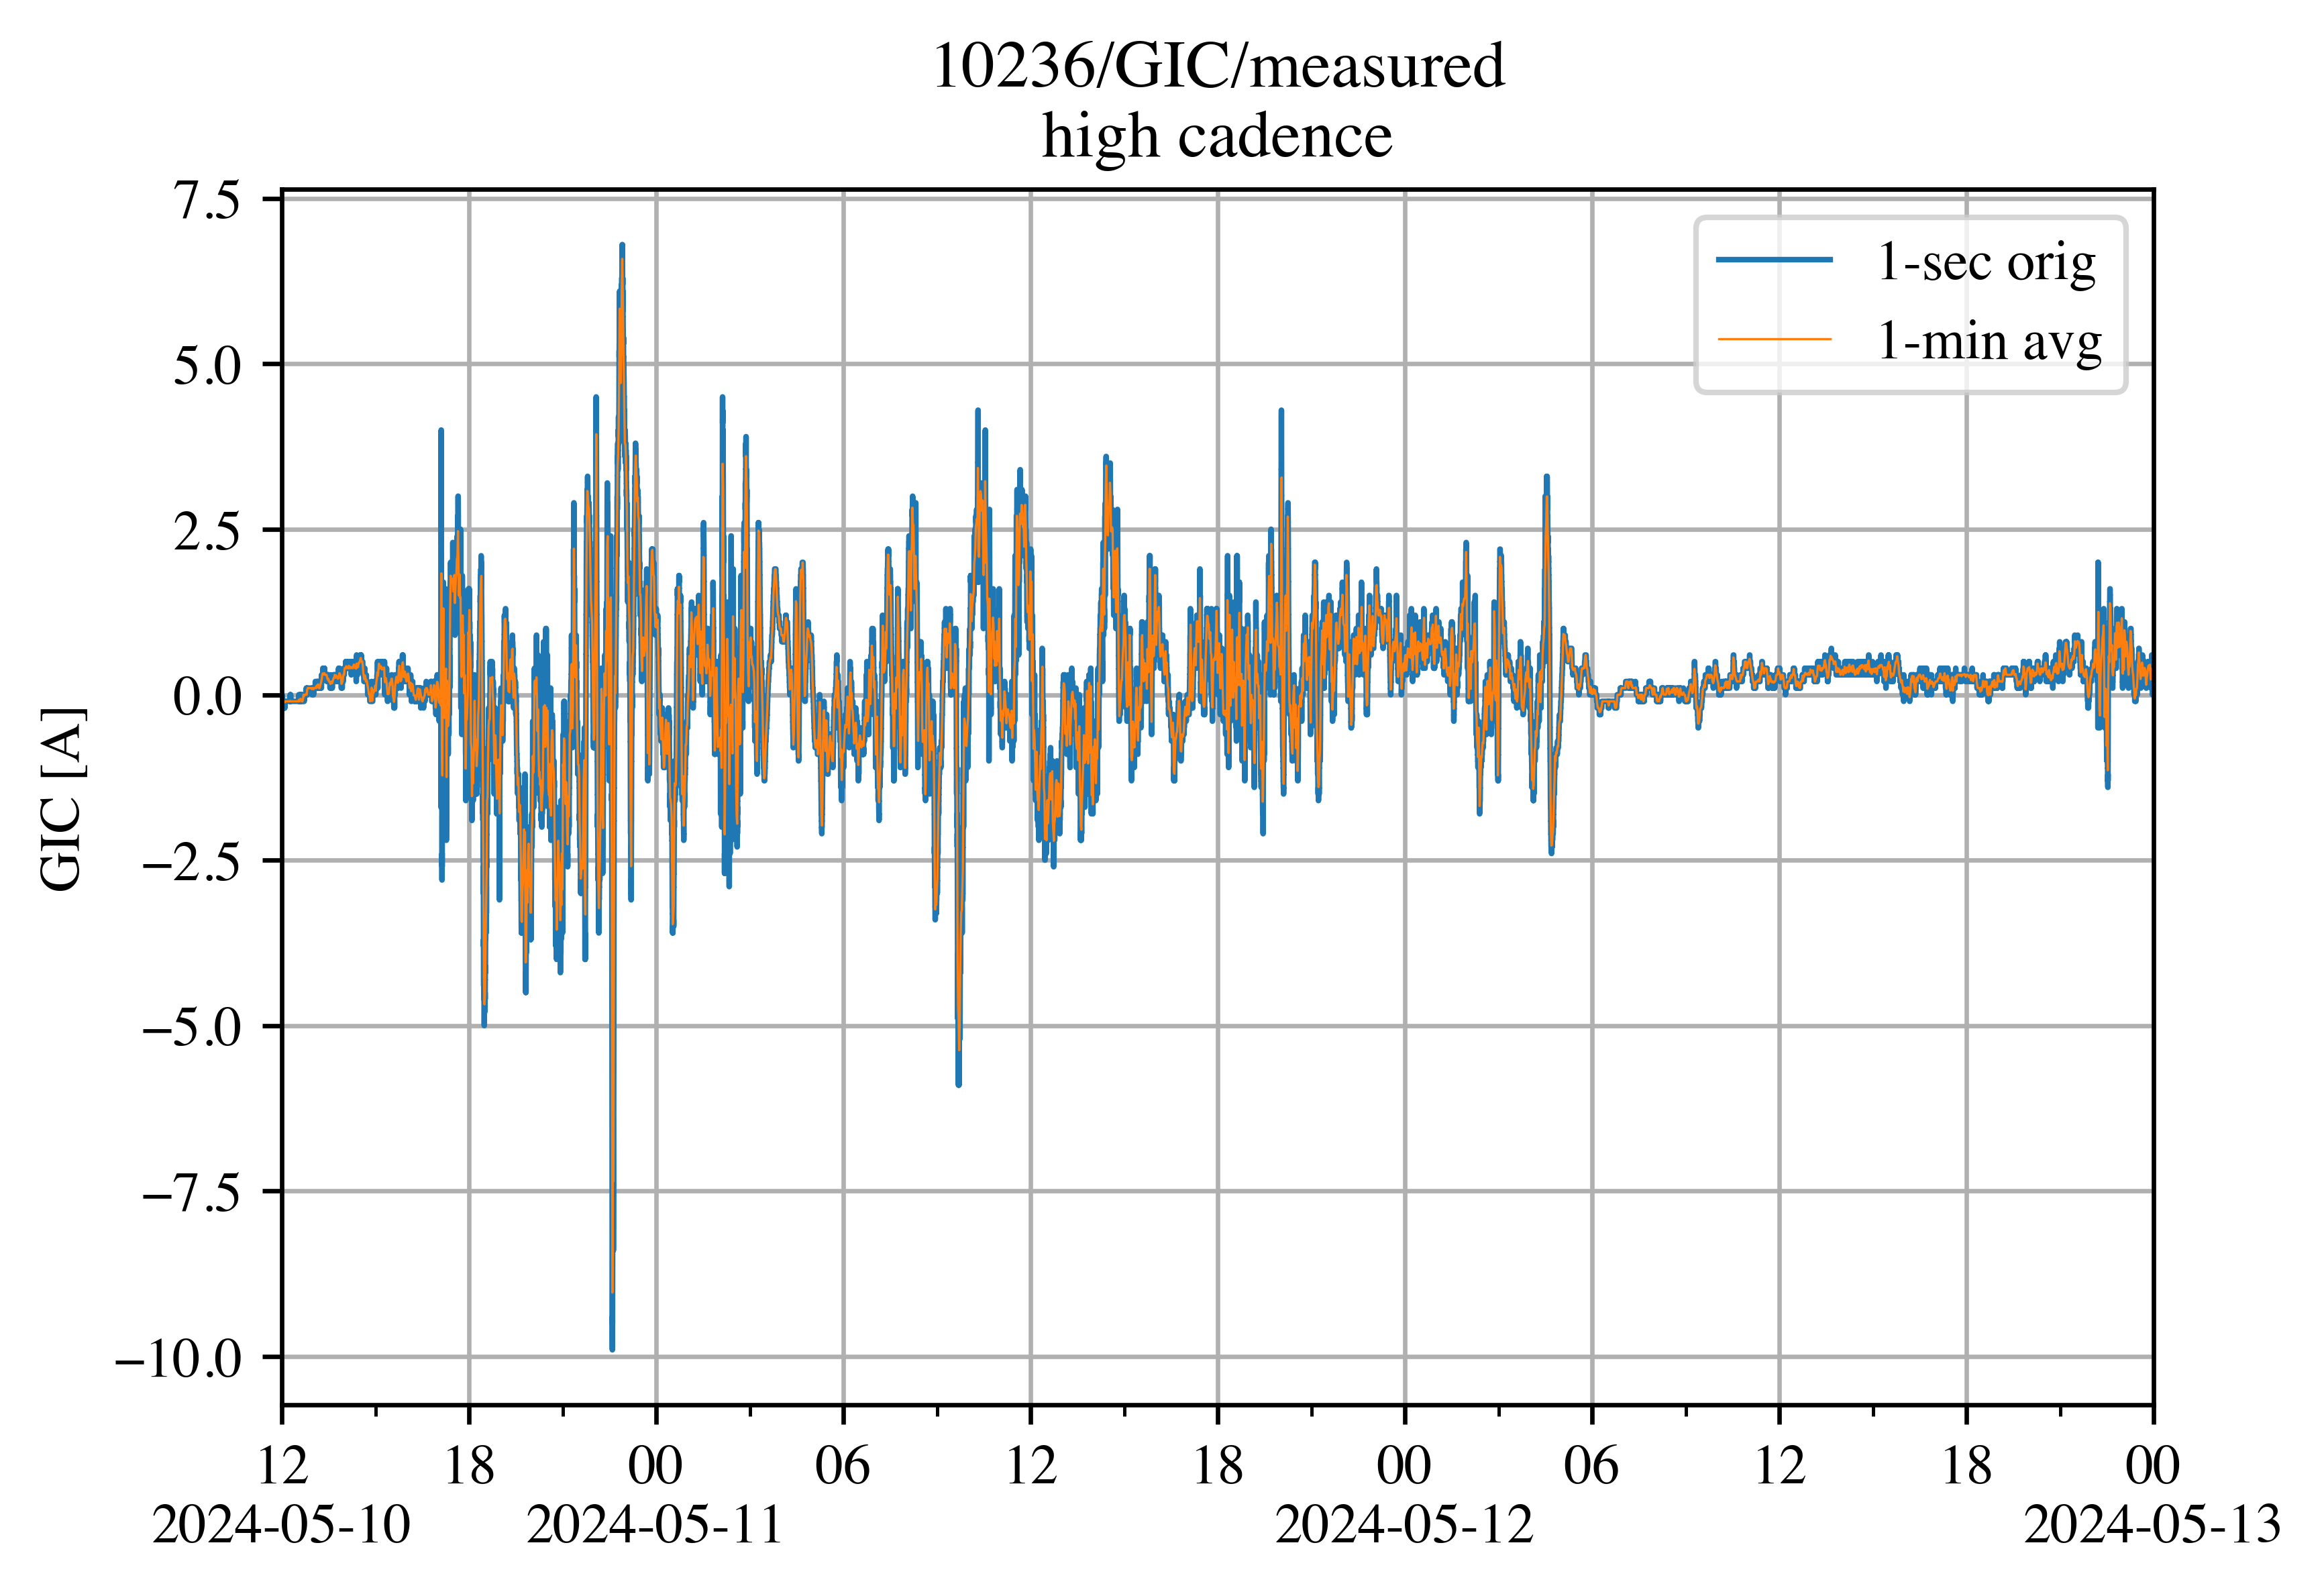 10236/GIC/measured
high cadence
1-sec orig
1-min avg
GIC [A]
7.5
5.0
2.5
0.0
−2.5
−5.0
−7.5
−10.0
12 18 00 06 12 18 00 06 12 18 00
2024-05-10 2024-05-11 2024-05-12 2024-05-13